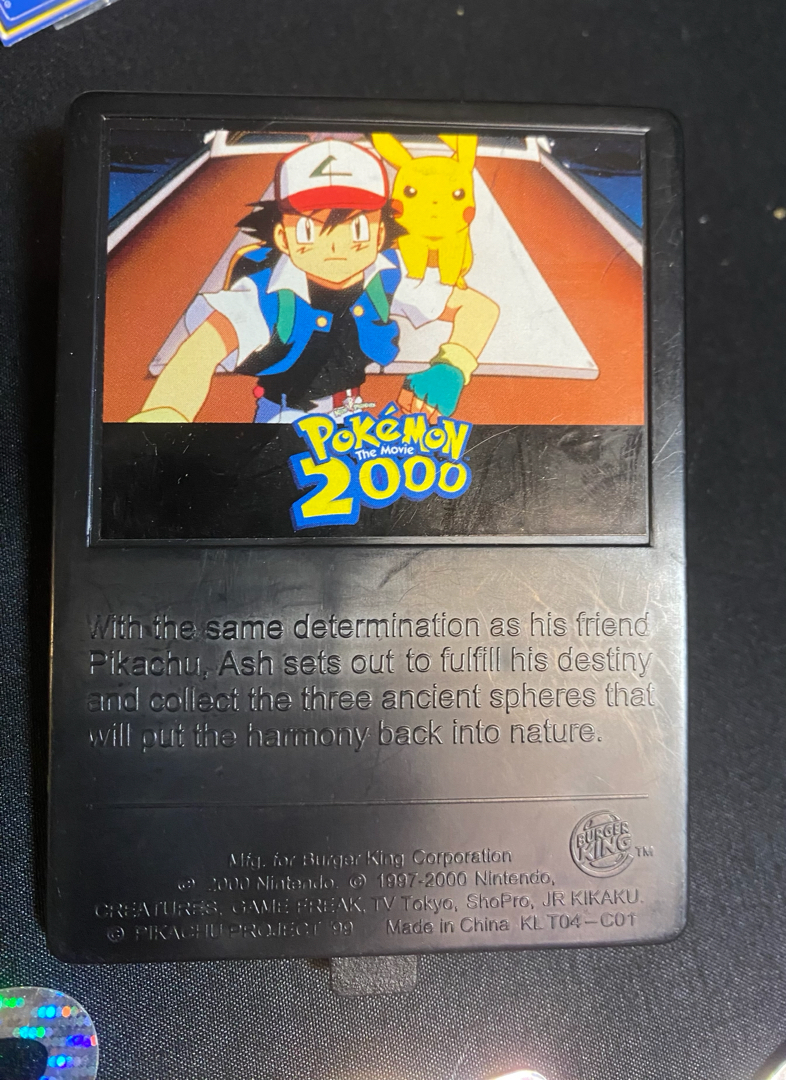 POKéMON
The Movie
2000
With the same determination as his friend
Pikachu, Ash sets out to fulfill his destiny
and collect the three ancient spheres that
will put the harmony back into nature.
BURGER
KING TM
Mfg. for Burger King Corporation
© 2000 Nintendo. © 1997-2000 Nintendo,
CREATURES, GAME FREAK, TV Tokyo, ShoPro, JR KIKAKU.
© PIKACHU PROJECT '99 Made in China KL T04-C01